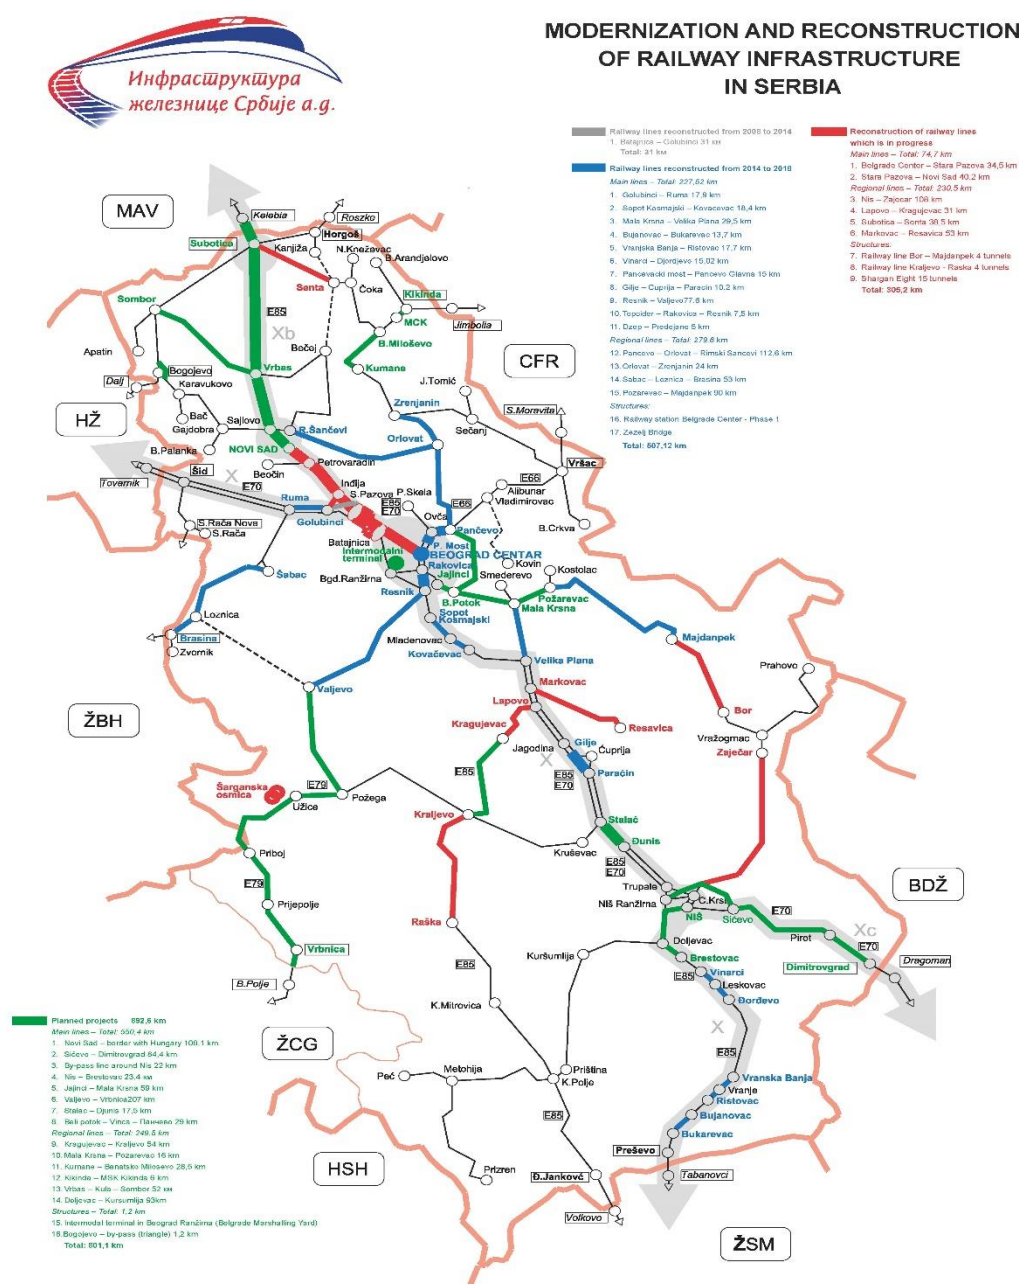 Инфраструктура
железнице Србије а.д.
MODERNIZATION AND RECONSTRUCTION
OF RAILWAY INFRASTRUCTURE
IN SERBIA
Railway lines reconstructed from 2006 to 2014
1. Batajnica – Golubinci 31 км
Total: 31 км
Railway lines reconstructed from 2014 to 2018
Main lines – Total: 227,52 km
1. Golubinci – Ruma 17,9 km
2. Sopot Kosmajski – Kovacevac 18,4 km
3. Mala Krsna – Velika Plana 29,5 km
4. Bujanovac – Bukarevac 13,7 km
5. Vranjska Banja – Ristovac 17,7 km
6. Vinarci – Djordjevo 15,02 km
7. Pancevacki most – Pancevo Glavna 15 km
8. Gilje – Cuprija – Paracin 10,2 km
9. Resnik – Valjevo77,6 km
10. Topcider – Rakovica – Resnik 7,5 km
11. Dzep – Predejane 5 km
Regional lines – Total: 279,6 km
12. Pancevo – Orlovat – Rimski Sancevi 112,6 km
13. Orlovat – Zrenjanin 24 km
14. Sabac – Loznica – Brasina 53 km
15. Pozarevac – Majdanpek 90 km
Structures:
16. Railway station Belgrade Center - Phase 1
17. Zezelj Bridge
Total: 507,12 km
Reconstruction of railway lines
which is in progress
Main lines – Total: 74,7 km
1. Belgrade Center – Stara Pazova 34,5 km
2. Stara Pazova – Novi Sad 40,2 km
Regional lines – Total: 230,5 km
3. Nis – Zajecar 108 km
4. Lapovo – Kragujevac 31 km
5. Subotica – Senta 38,5 km
6. Markovac – Resavica 53 km
Structures:
7. Railway line Bor – Majdanpek 4 tunnels
8. Railway line Kraljevo - Raska 4 tunnels
9. Shargan Eight 15 tunnels
Total: 305,2 km
MAV
Kelebia
Roszke
Subotica
Kanjiža
Horgoš
N.Kneževac
B.Arandjelovo
Senta
Čoka
Kikinda
Sombor
E85
Xb
MCK
Jimbolia
B.Miloševo
Apatin
Bočej
CFR
Bogojevo
Vrbas
Kumane
J.Tomić
Dalj
Karavukovo
HŽ
Bač
Zrenjanin
S.Moravita
Gajdobra
Sajlovo
R.Šančevi
Sečanj
Orlovat
B.Palanka
NOVI SAD
Petrovaradin
Vršac
Šid
X
Beočin
Tovarnik
E70
Inđija
E66
S.Pazova
P.Skela
Alibunar
Ruma
E85
E70
E65
Vladimirovac
S.Rača Nova
Golubinci
Ovča
Pančevo
B.Crkva
S.Rača
Batajnica
P. Most
Intermodalni
terminal
BEOGRAD CENTAR
Kovin
Šabac
Rakovica
Kostolac
Bgd.Ranžirna
Jajinci
Smederevo
Resnik
B.Potok
Požarevac
Mala Krsna
Loznica
Sopot
Kosmajski
Brasina
Mladenovac
Majdanpek
Zvornik
Kovačevac
Velika Plana
Prahovo
Valjevo
Markovac
ŽBH
Lapovo
Bor
Kragujevac
Resavica
Vražogrnac
Jagodina
Gilje
Ćuprija
Zaječar
X
E85
E85
E70
Paraćin
Šarganska
osmica
E79
Užice
Požega
Kraljevo
Stalać
Đunis
Kruševac
Priboj
E85
E70
BDŽ
E79
Trupale
Niš Ranžirna
C.Krst
Prijepolje
NIŠ
Sićevo
E70
Raška
Xc
Pirot
E70
Vrbnica
Kuršumlija
Doljevac
Dimitrovgrad
Dragoman
Brestovac
E85
E85
Vinarci
B.Polje
Leskovac
Đorđevo
K.Mitrovica
X
ŽCG
E85
Peć
Metohija
Priština
K.Polje
Vranska Banja
Vranje
Ristovac
E85
Bujanovac
Bukarevac
HSH
Prizren
Đ.Janković
Preševo
Tabanovci
Volkovo
ŽSM
Planned projects 892,6 km
Main lines – Total: 550,4 km
1. Novi Sad – border with Hungary 108,1 km
2. Sićevo – Dimitrovgrad 84,4 km
3. By-pass line around Nis 22 km
4. Nis – Brestovac 23,4 км
5. Jajinci – Mala Krsna 59 km
6. Valjevo – Vrbnica207 km
7. Stalac – Djunis 17,5 km
8. Beli potok – Vinca – Панчево 29 km
Regional lines – Total: 249,5 km
9. Kragujevac – Kraljevo 54 km
10. Mala Krsna – Pozarevac 16 km
11. Kumane – Banatsko Milosevo 28,5 km
12. Kikinda – MSK Kikinda 6 km
13. Vrbas – Kula – Sombor 52 км
14. Doljevac – Kursumlija 93km
Structures – Total: 1,2 km
15. Intermodal terminal in Beograd Ranžirna (Belgrade Marshalling Yard)
16. Bogojevo – by-pass (triangle) 1,2 km
Total: 801,1 km